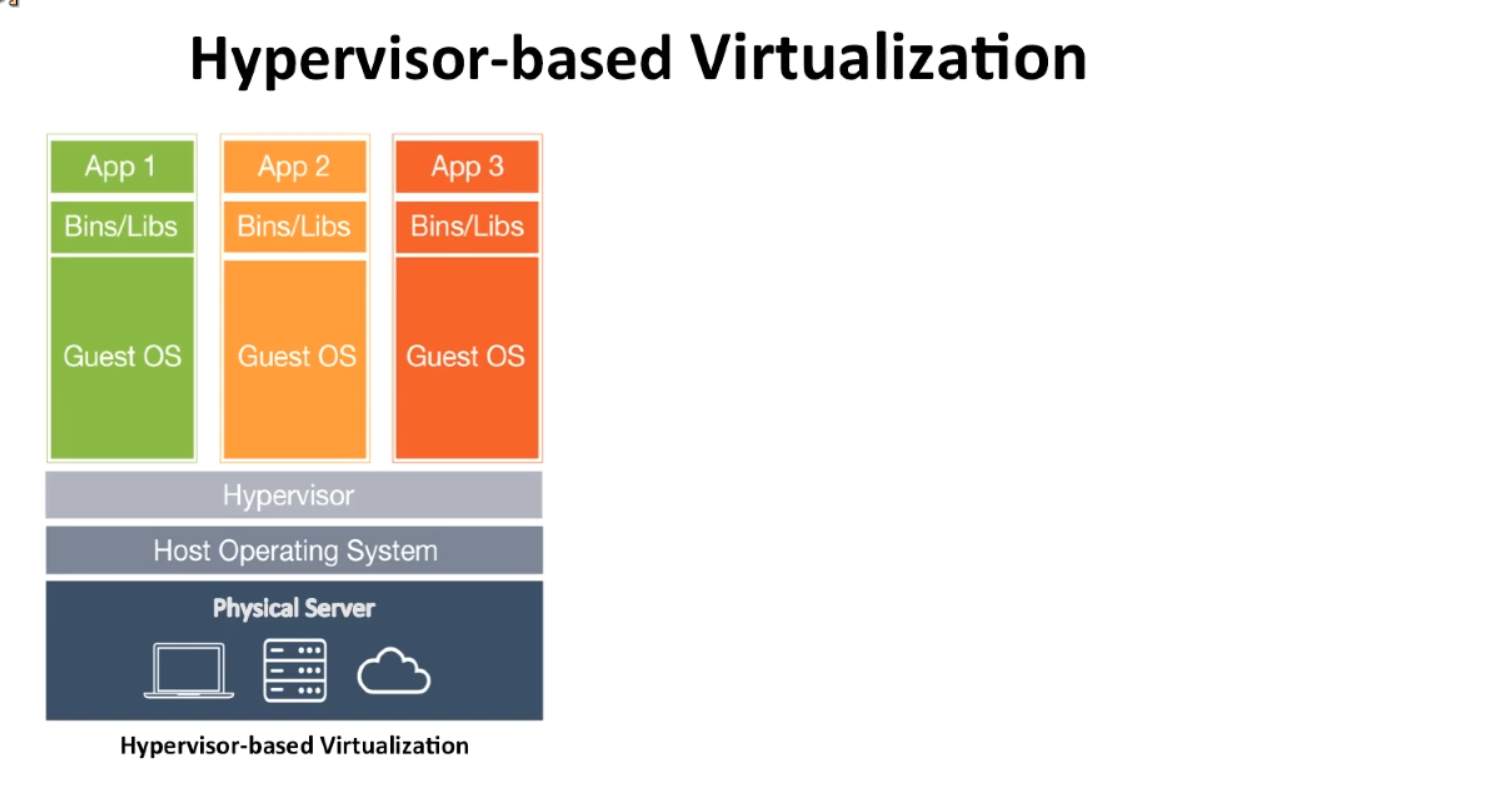 Hypervisor-based Virtualization
App 1 App 2 App 3
Bins/Libs Bins/Libs Bins/Libs
Guest OS Guest OS Guest OS
Hypervisor
Host Operating System
Physical Server
Hypervisor-based Virtualization